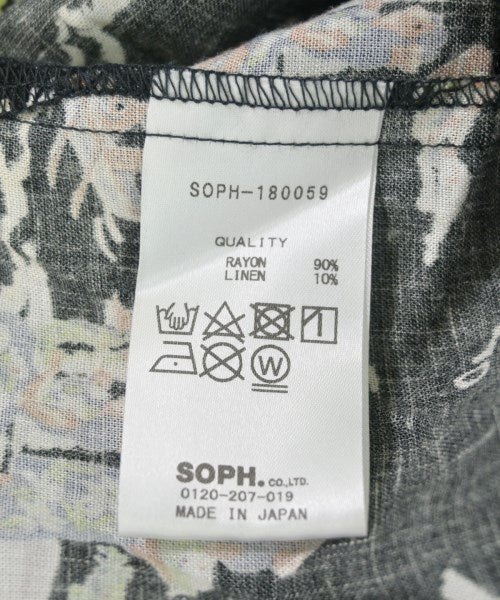 SOPH-180059
QUALITY
RAYON 90%
LINEN 10%
W
SOPH.CO.,LTD.
0120-207-019
MADE IN JAPAN